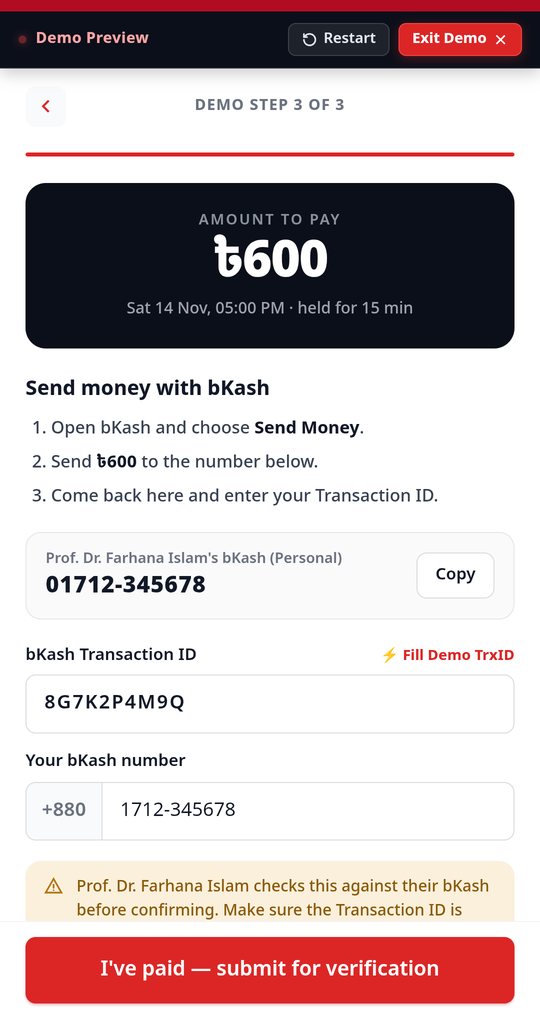 Demo Preview
Restart
Exit Demo
DEMO STEP 3 OF 3
AMOUNT TO PAY
৳600
Sat 14 Nov, 05:00 PM · held for 15 min
Send money with bKash
1. Open bKash and choose Send Money.
2. Send ৳600 to the number below.
3. Come back here and enter your Transaction ID.
Prof. Dr. Farhana Islam's bKash (Personal)
01712-345678
Copy
bKash Transaction ID
⚡ Fill Demo TrxID
8G7K2P4M9Q
Your bKash number
+880
1712-345678
Prof. Dr. Farhana Islam checks this against their bKash
before confirming. Make sure the Transaction ID is
I've paid — submit for verification